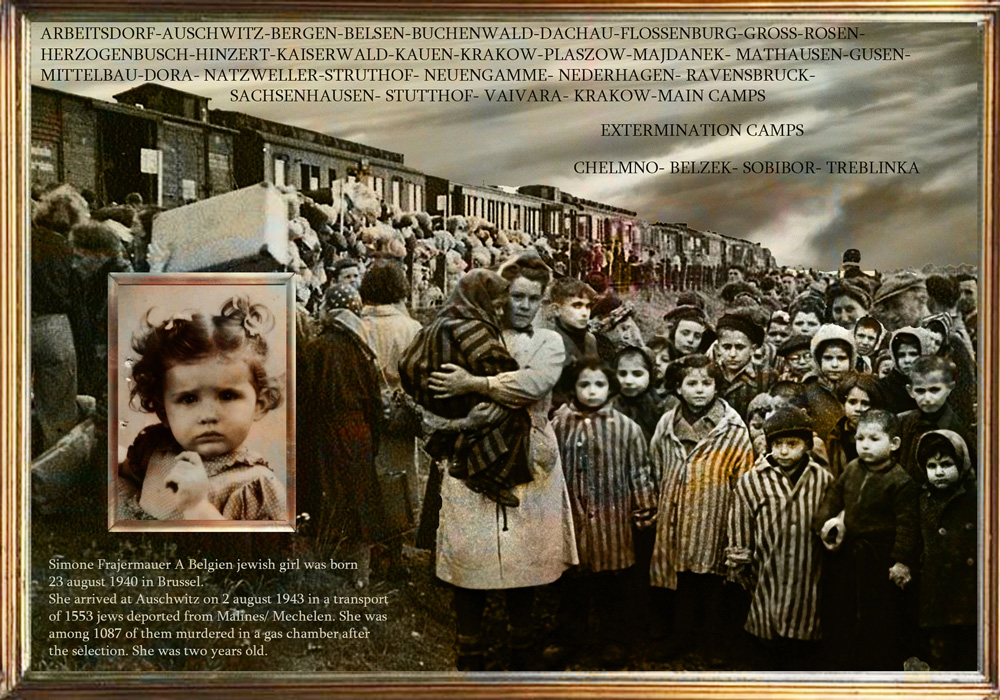 ARBEITSDORF-AUSCHWITZ-BERGEN-BELSEN-BUCHENWALD-DACHAU-FLOSSENBURG-GROSS-ROSEN-
HERZOGENBUSCH-HINZERT-KAISERWALD-KAUEN-KRAKOW-PLASZOW-MAJDANEK- MATHAUSEN-GUSEN-
MITTELBAU-DORA- NATZWELLER-STRUTHOF- NEUENGAMME- NEDERHAGEN- RAVENSBRUCK-
SACHSENHAUSEN- STUTTHOF- VAIVARA- KRAKOW-MAIN CAMPS
EXTERMINATION CAMPS
CHELMNO- BELZEK- SOBIBOR- TREBLINKA
Simone Frajermauer A Belgien jewish girl was born
23 august 1940 in Brussel.
She arrived at Auschwitz on 2 august 1943 in a transport
of 1553 jews deported from Malines/ Mechelen. She was
among 1087 of them murdered in a gas chamber after
the selection. She was two years old.